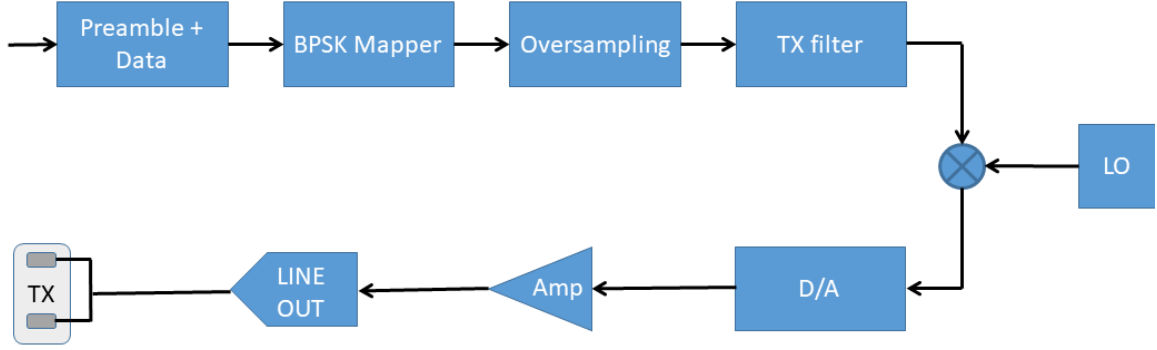 Preamble +
Data
BPSK Mapper
Oversampling
TX filter
LO
D/A
Amp
LINE
OUT
TX